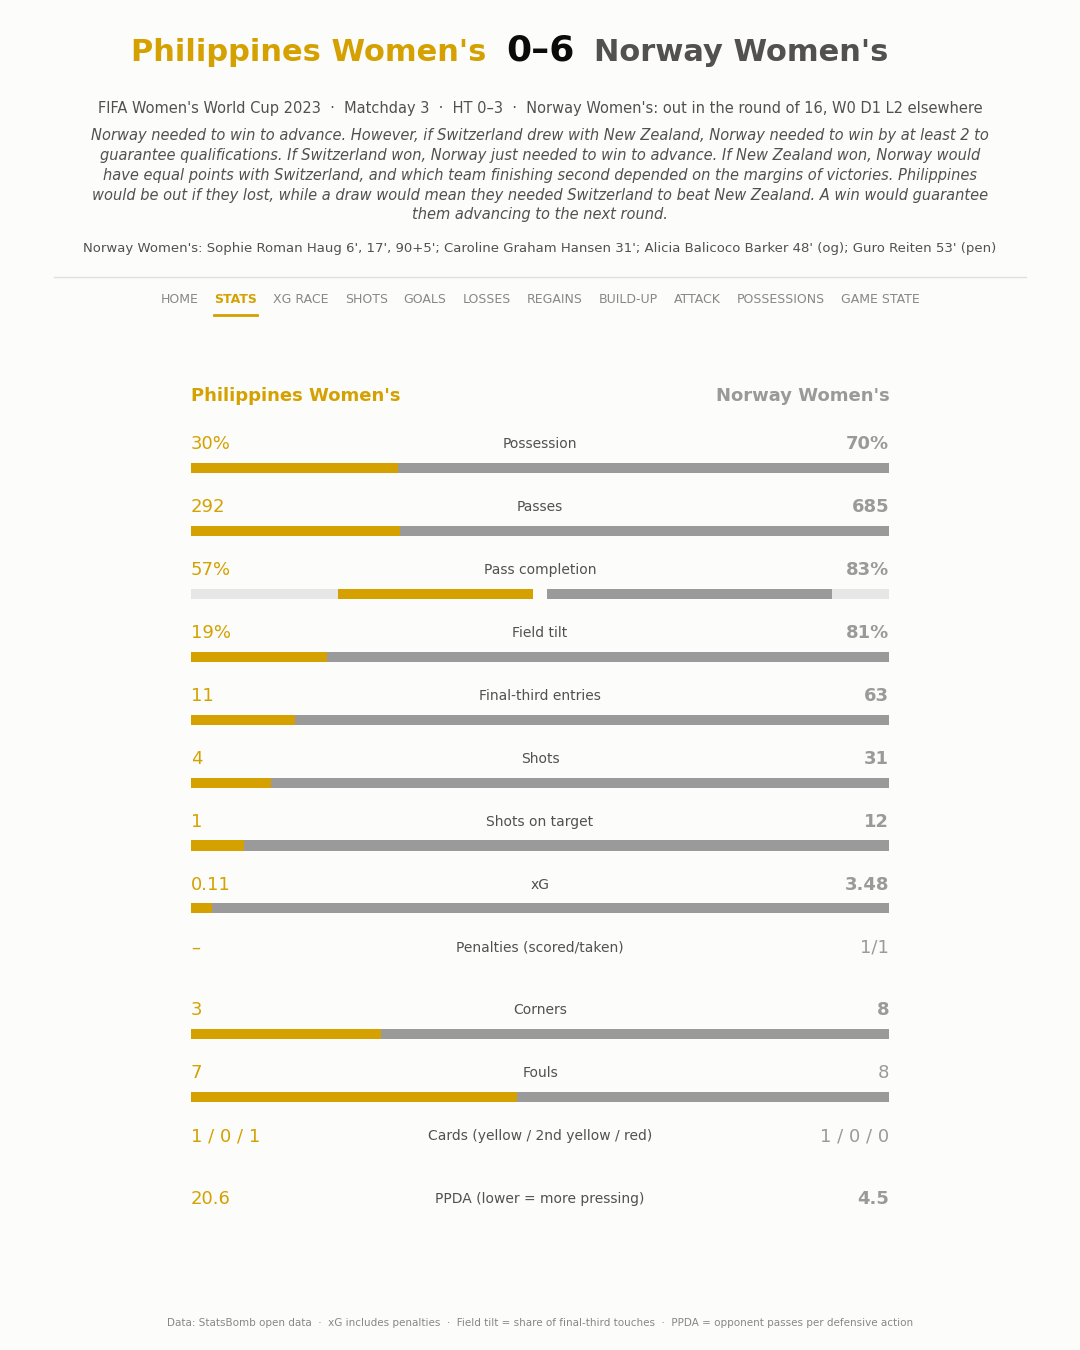 Philippines Women's 0–6 Norway Women's
FIFA Women's World Cup 2023 · Matchday 3 · HT 0–3 · Norway Women's: out in the round of 16, W0 D1 L2 elsewhere
Norway needed to win to advance. However, if Switzerland drew with New Zealand, Norway needed to win by at least 2 to
guarantee qualifications. If Switzerland won, Norway just needed to win to advance. If New Zealand won, Norway would
have equal points with Switzerland, and which team finishing second depended on the margins of victories. Philippines
would be out if they lost, while a draw would mean they needed Switzerland to beat New Zealand. A win would guarantee
them advancing to the next round.
Norway Women's: Sophie Roman Haug 6', 17', 90+5'; Caroline Graham Hansen 31'; Alicia Balicoco Barker 48' (og); Guro Reiten 53' (pen)
HOME STATS XG RACE SHOTS GOALS LOSSES REGAINS BUILD-UP ATTACK POSSESSIONS GAME STATE
Philippines Women's Norway Women's
30% Possession 70%
292 Passes 685
57% Pass completion 83%
19% Field tilt 81%
11 Final-third entries 63
4 Shots 31
1 Shots on target 12
0.11 xG 3.48
– Penalties (scored/taken) 1/1
3 Corners 8
7 Fouls 8
1 / 0 / 1 Cards (yellow / 2nd yellow / red) 1 / 0 / 0
20.6 PPDA (lower = more pressing) 4.5
Data: StatsBomb open data · xG includes penalties · Field tilt = share of final-third touches · PPDA = opponent passes per defensive action